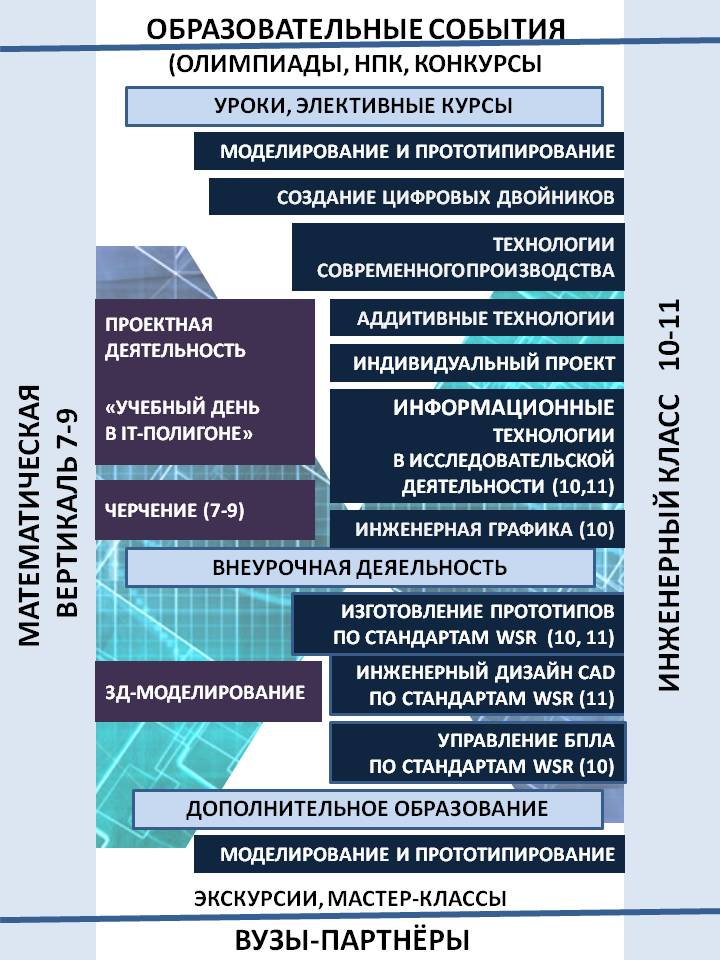 ОБРАЗОВАТЕЛЬНЫЕ СОБЫТИЯ
(ОЛИМПИАДЫ, НПК, КОНКУРСЫ
УРОКИ, ЭЛЕКТИВНЫЕ КУРСЫ
МОДЕЛИРОВАНИЕ И ПРОТОТИПИРОВАНИЕ
СОЗДАНИЕ ЦИФРОВЫХ ДВОЙНИКОВ
ТЕХНОЛОГИИ
СОВРЕМЕННОГО ПРОИЗВОДСТВА
ПРОЕКТНАЯ
ДЕЯТЕЛЬНОСТЬ
«УЧЕБНЫЙ ДЕНЬ
В IT-ПОЛИГОНЕ»
ЧЕРЧЕНИЕ (7-9)
АДДИТИВНЫЕ ТЕХНОЛОГИИ
ИНДИВИДУАЛЬНЫЙ ПРОЕКТ
ИНФОРМАЦИОННЫЕ
ТЕХНОЛОГИИ
В ИССЛЕДОВАТЕЛЬСКОЙ
ДЕЯТЕЛЬНОСТИ (10,11)
ИНЖЕНЕРНАЯ ГРАФИКА (10)
МАТЕМАТИЧЕСКАЯ
ВЕРТИКАЛЬ 7-9
ИНЖЕНЕРНЫЙ КЛАСС 10-11
ВНЕУРОЧНАЯ ДЕЯЕЛЬНОСТЬ
ИЗГОТОВЛЕНИЕ ПРОТОТИПОВ
ПО СТАНДАРТАМ WSR (10, 11)
3Д-МОДЕЛИРОВАНИЕ
ИНЖЕНЕРНЫЙ ДИЗАЙН CAD
ПО СТАНДАРТАМ WSR (11)
УПРАВЛЕНИЕ БПЛА
ПО СТАНДАРТАМ WSR (10)
ДОПОЛНИТЕЛЬНОЕ ОБРАЗОВАНИЕ
МОДЕЛИРОВАНИЕ И ПРОТОТИПИРОВАНИЕ
ЭКСКУРСИИ, МАСТЕР-КЛАССЫ
ВУЗЫ-ПАРТНЁРЫ